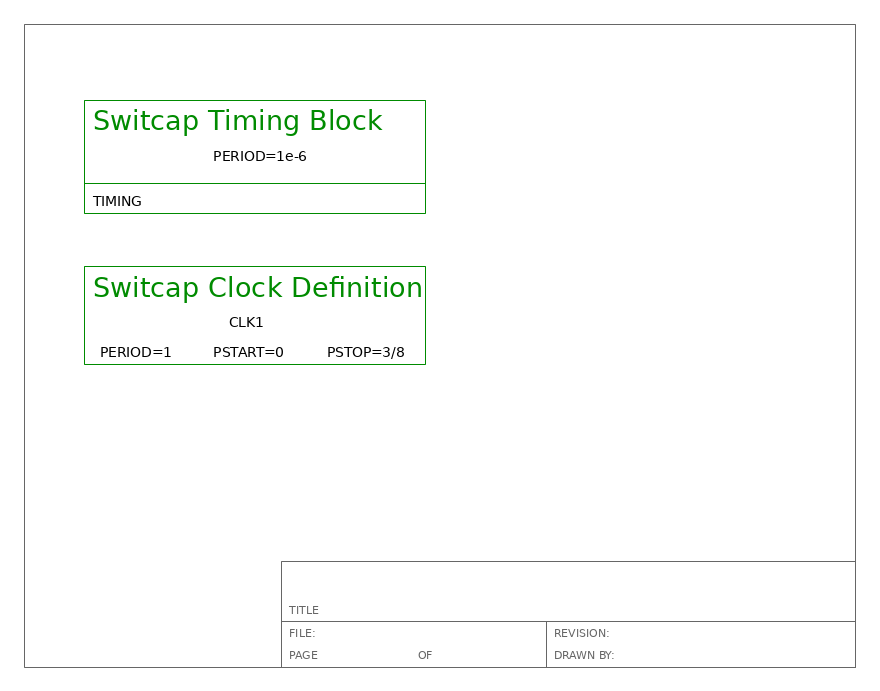 Switcap Timing Block
PERIOD=1e-6
TIMING
Switcap Clock Definition
CLK1
PERIOD=1 PSTART=0 PSTOP=3/8
TITLE
FILE: REVISION:
PAGE OF DRAWN BY: